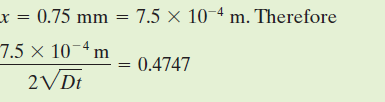 x = 0.75 mm = 7.5 × 10⁻⁴ m. Therefore
7.5 × 10⁻⁴ m / 2√Dt = 0.4747